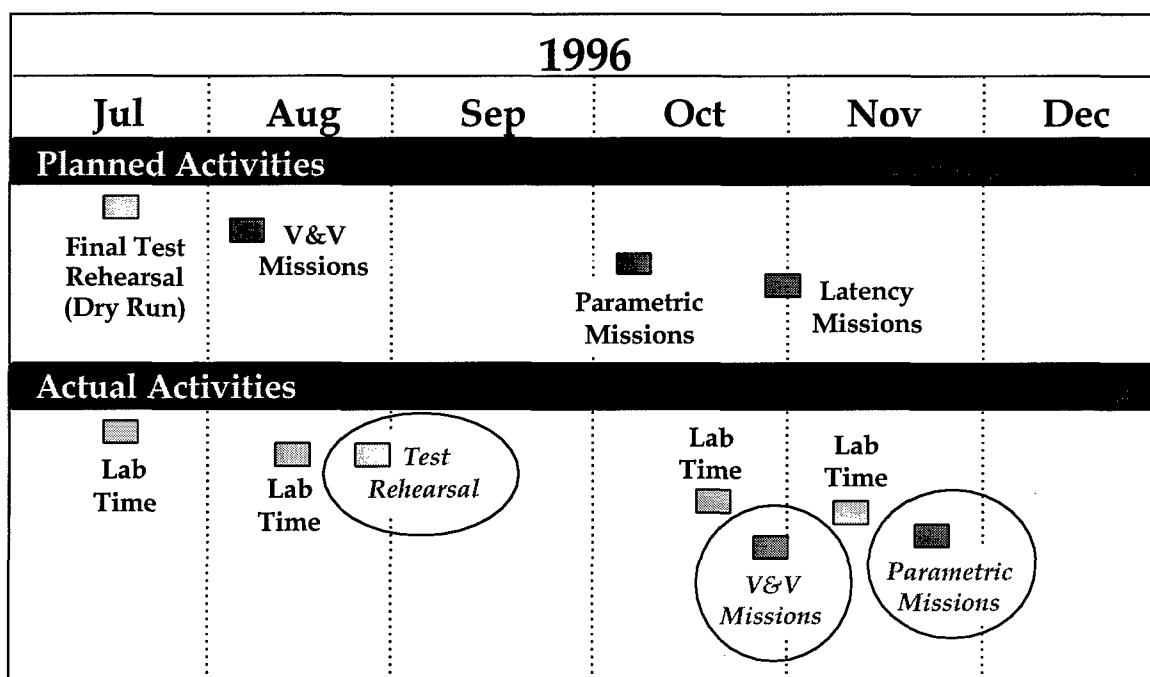 1996
Jul Aug Sep Oct Nov Dec
Planned Activities
Final Test
Rehearsal
(Dry Run)
V&V
Missions
Parametric
Missions
Latency
Missions
Actual Activities
Lab
Time
Lab
Time
Test
Rehearsal
Lab
Time
V&V
Missions
Lab
Time
Parametric
Missions